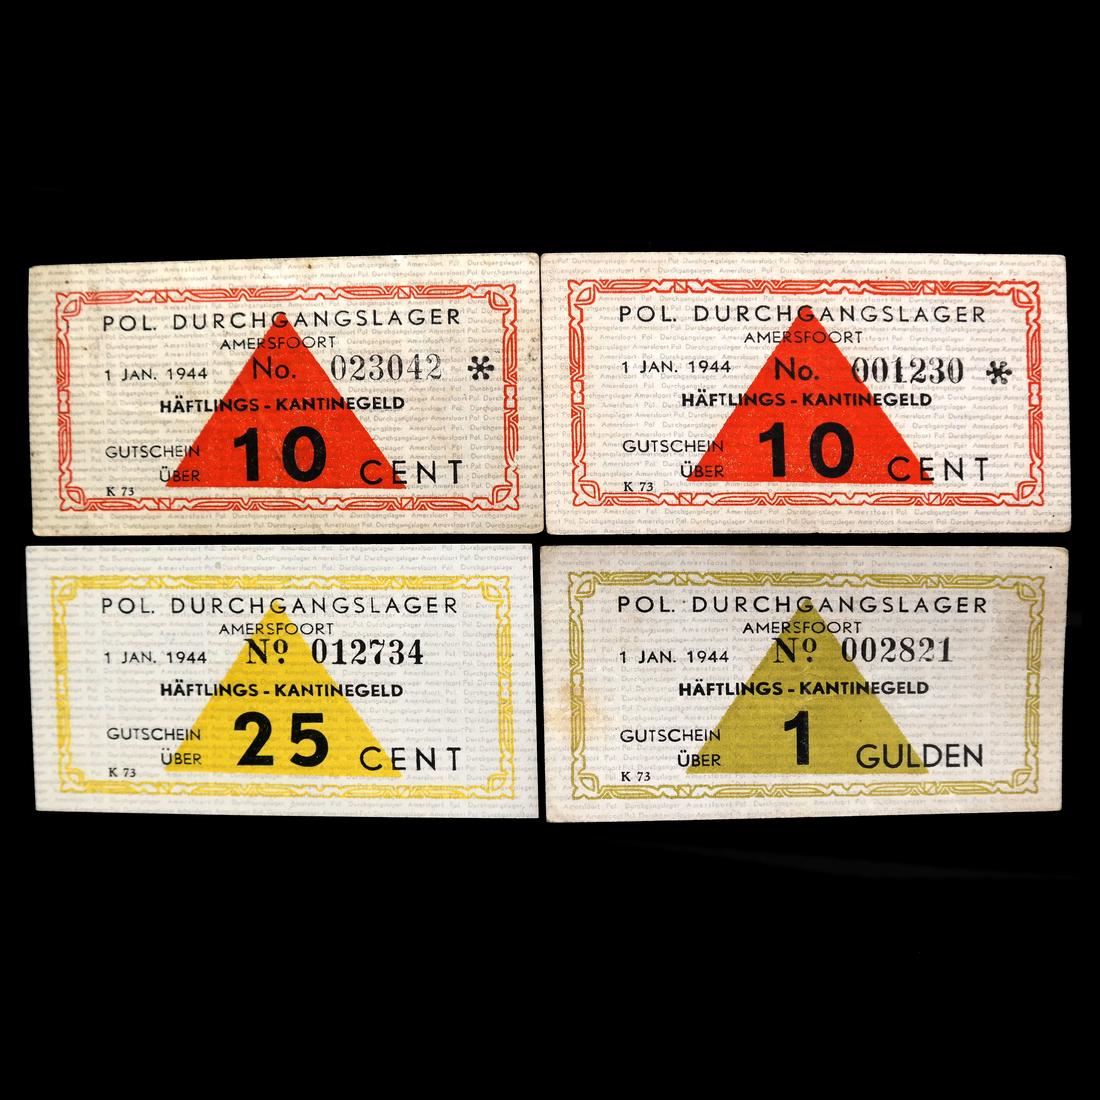 POL. DURCHGANGSLAGER
AMERSFOORT
1 JAN. 1944 No. 023042 *
HÄFTLINGS - KANTINEGELD
GUTSCHEIN
ÜBER 10 CENT
K 73
POL. DURCHGANGSLAGER
AMERSFOORT
1 JAN. 1944 No. 001230 *
HÄFTLINGS - KANTINEGELD
GUTSCHEIN
ÜBER 10 CENT
K 73
POL. DURCHGANGSLAGER
AMERSFOORT
1 JAN. 1944 Nº 012734
HÄFTLINGS - KANTINEGELD
GUTSCHEIN
ÜBER 25 CENT
K 73
POL. DURCHGANGSLAGER
AMERSFOORT
1 JAN. 1944 Nº 002821
HÄFTLINGS - KANTINEGELD
GUTSCHEIN
ÜBER 1 GULDEN
K 73